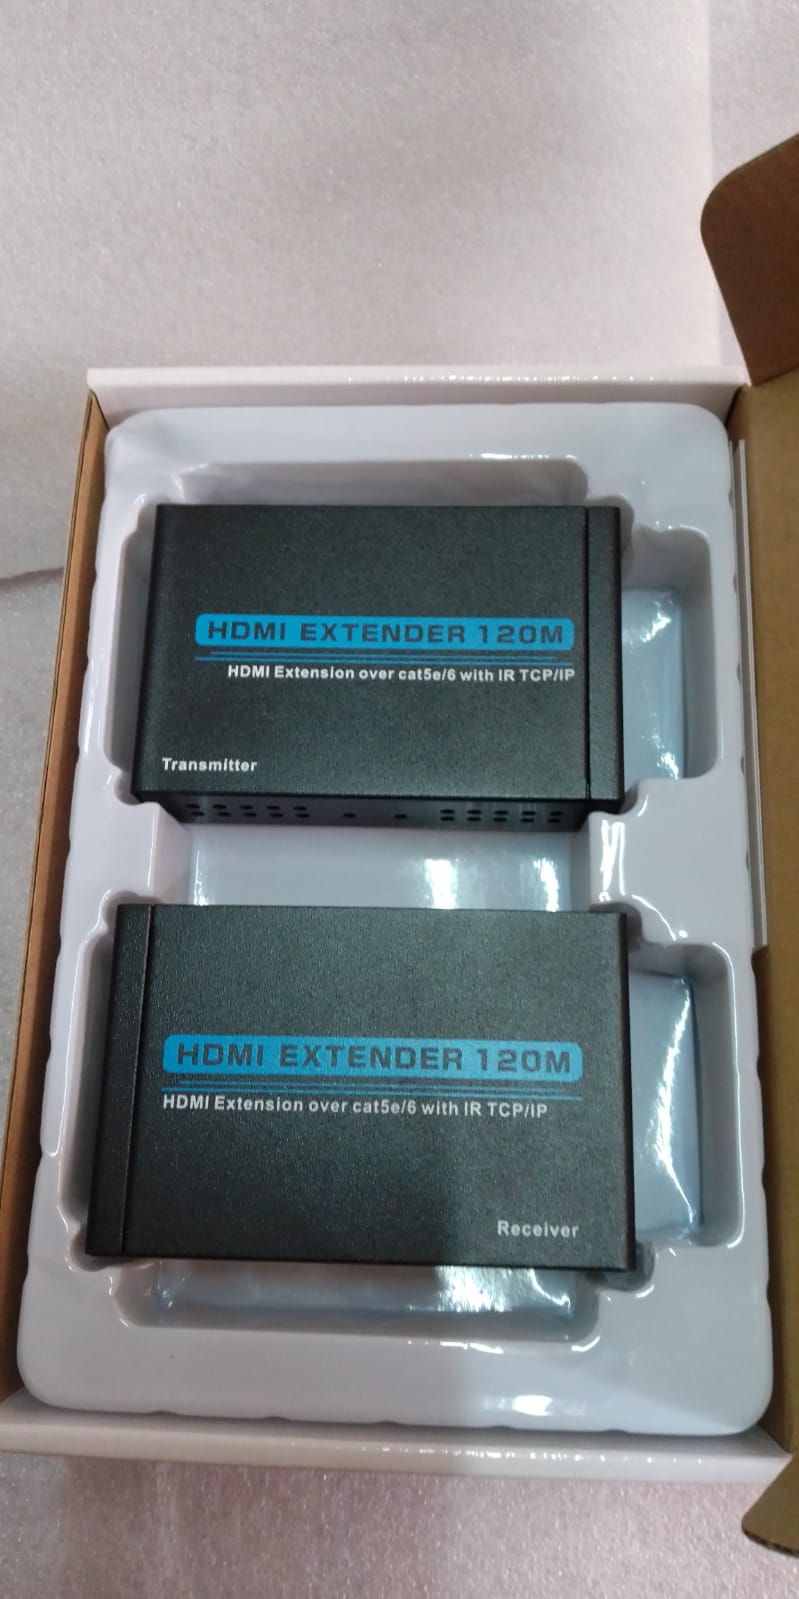 HDMI EXTENDER 120M
HDMI Extension over cat5e/6 with IR TCP/IP
Transmitter
HDMI EXTENDER 120M
HDMI Extension over cat5e/6 with IR TCP/IP
Receiver